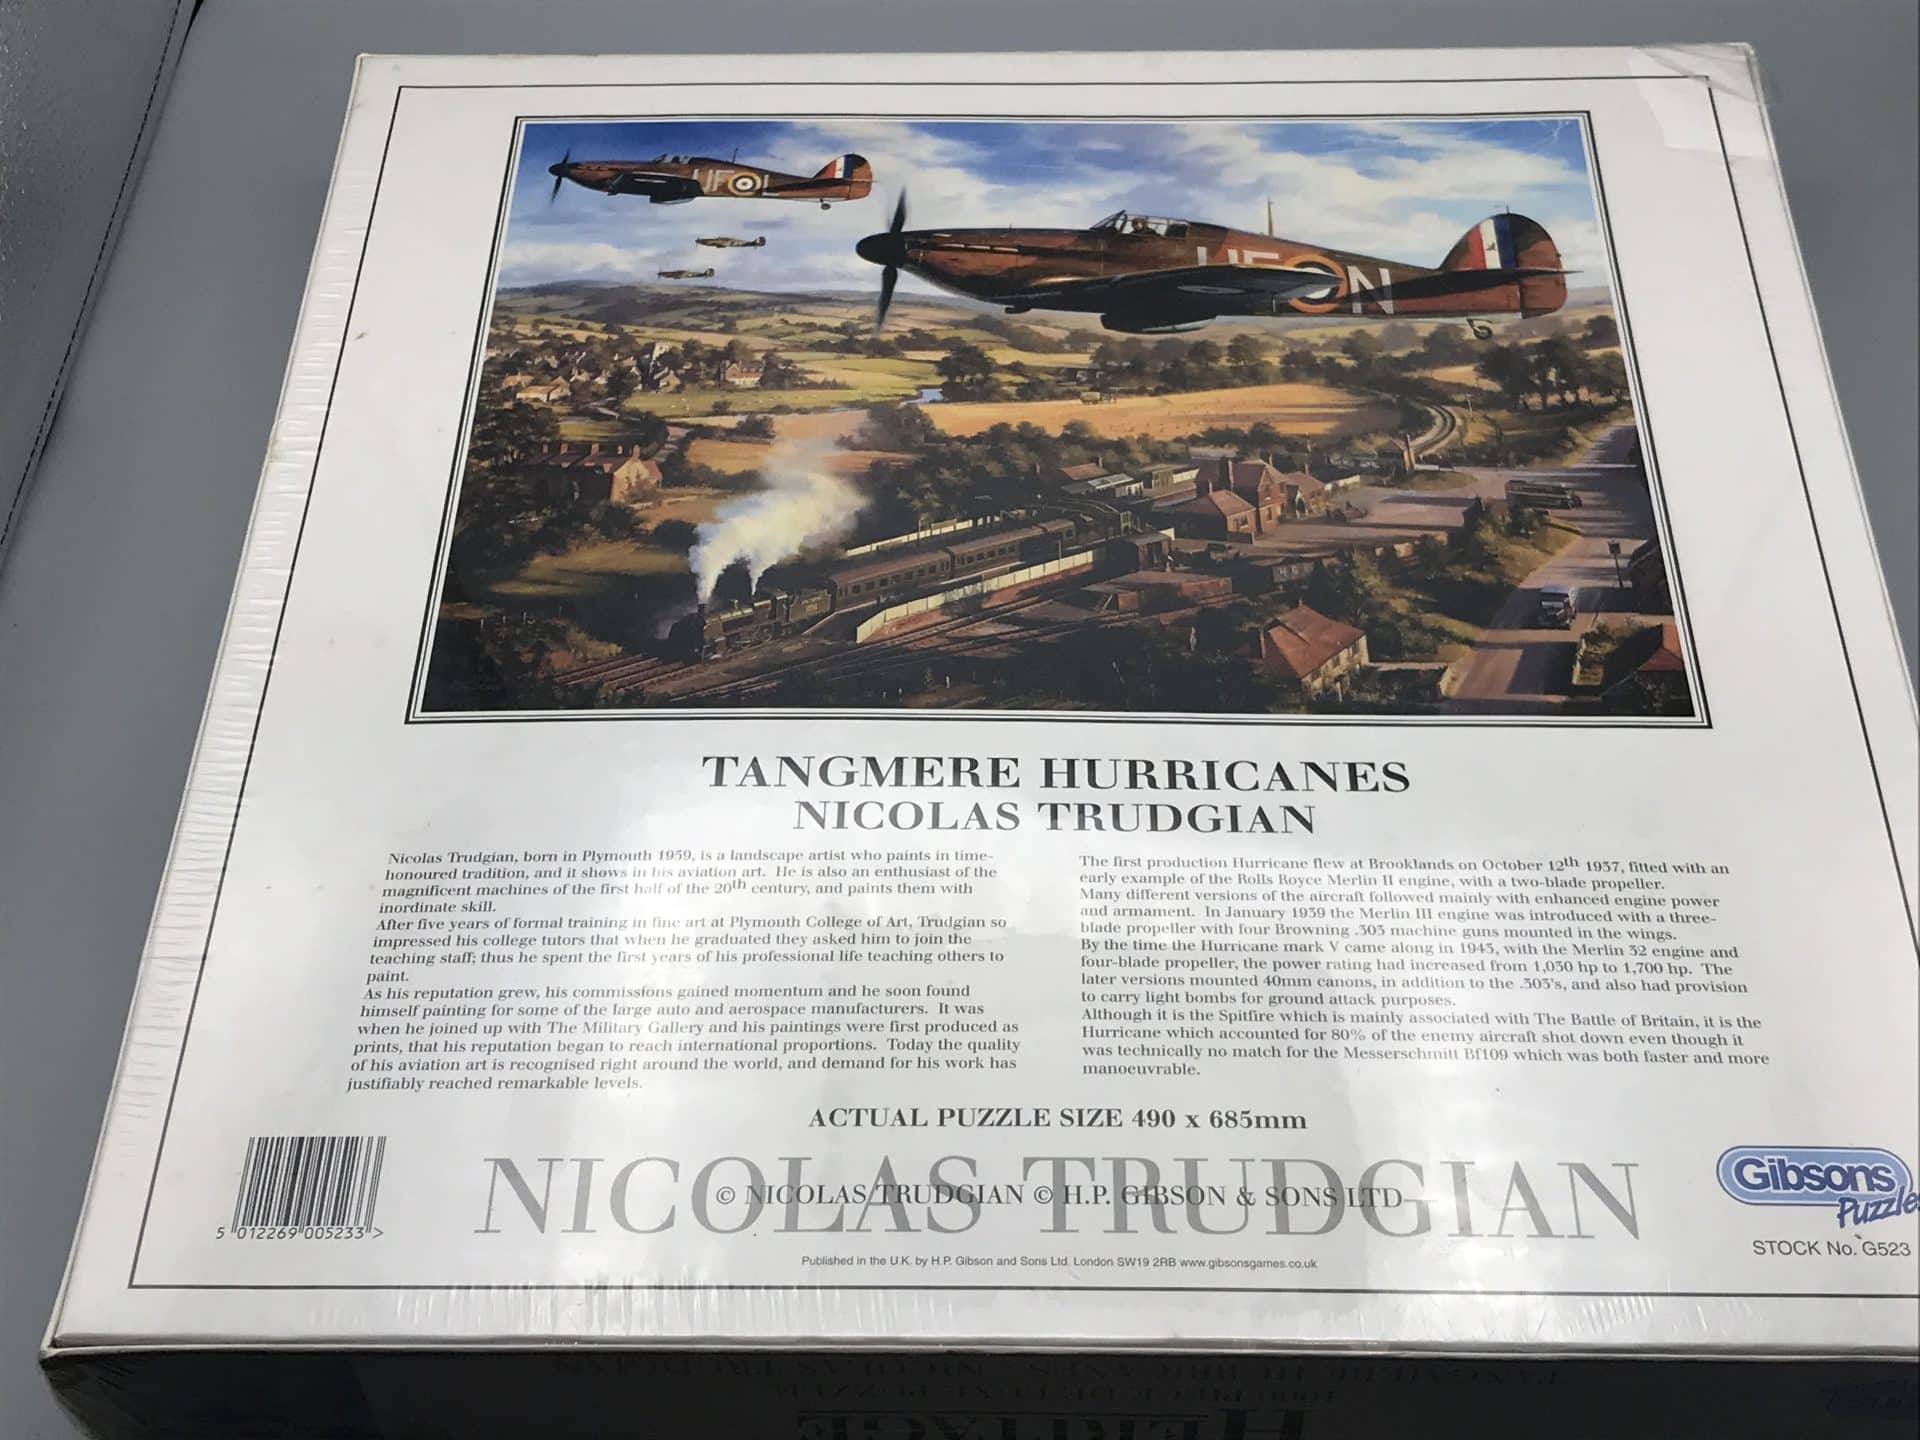 UF L
UF N
TANGMERE HURRICANES
NICOLAS TRUDGIAN
Nicolas Trudgian, born in Plymouth 1959, is a landscape artist who paints in time-
honoured tradition, and it shows in his aviation art. He is also an enthusiast of the
magnificent machines of the first half of the 20th century, and paints them with
inordinate skill.
After five years of formal training in fine art at Plymouth College of Art, Trudgian so
impressed his college tutors that when he graduated they asked him to join the
teaching staff; thus he spent the first years of his professional life teaching others to
paint.
As his reputation grew, his commissions gained momentum and he soon found
himself painting for some of the large auto and aerospace manufacturers. It was
when he joined up with The Military Gallery and his paintings were first produced as
prints, that his reputation began to reach international proportions. Today the quality
of his aviation art is recognised right around the world, and demand for his work has
justifiably reached remarkable levels.
The first production Hurricane flew at Brooklands on October 12th 1937, fitted with an
early example of the Rolls Royce Merlin II engine, with a two-blade propeller.
Many different versions of the aircraft followed mainly with enhanced engine power
and armament. In January 1939 the Merlin III engine was introduced with a three-
blade propeller with four Browning .303 machine guns mounted in the wings.
By the time the Hurricane mark V came along in 1943, with the Merlin 32 engine and
four-blade propeller, the power rating had increased from 1,030 hp to 1,700 hp. The
later versions mounted 40mm canons, in addition to the .303's, and also had provision
to carry light bombs for ground attack purposes.
Although it is the Spitfire which is mainly associated with The Battle of Britain, it is the
Hurricane which accounted for 80% of the enemy aircraft shot down even though it
was technically no match for the Messerschmitt Bf109 which was both faster and more
manoeuvrable.
ACTUAL PUZZLE SIZE 490 x 685mm
NICOLAS TRUDGIAN
© NICOLAS TRUDGIAN © H.P. GIBSON & SONS LTD
Published in the U.K. by H.P. Gibson and Sons Ltd. London SW19 2RB www.gibsonsgames.co.uk
5 012269 005233 >
Gibsons
Puzzles
STOCK No. G523
TANGMERE HURRICANES NICOLAS TRUDGIAN
1000 PIECE DE LUXE PUZZLE
HERITAGE